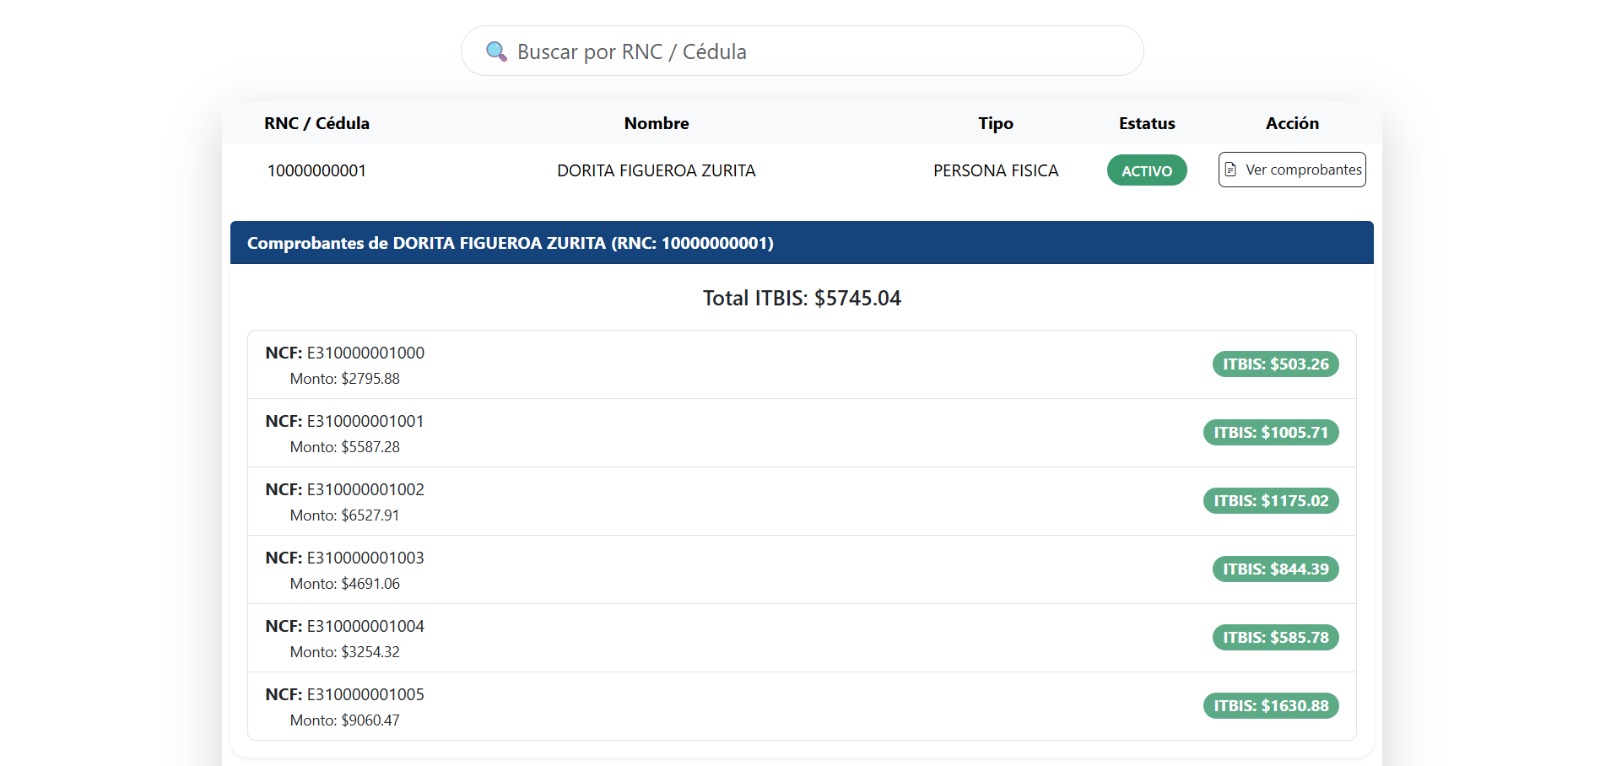 Buscar por RNC / Cédula
RNC / Cédula Nombre Tipo Estatus Acción
10000000001 DORITA FIGUEROA ZURITA PERSONA FISICA ACTIVO Ver comprobantes
Comprobantes de DORITA FIGUEROA ZURITA (RNC: 10000000001)
Total ITBIS: $5745.04
NCF: E310000001000
Monto: $2795.88
ITBIS: $503.26
NCF: E310000001001
Monto: $5587.28
ITBIS: $1005.71
NCF: E310000001002
Monto: $6527.91
ITBIS: $1175.02
NCF: E310000001003
Monto: $4691.06
ITBIS: $844.39
NCF: E310000001004
Monto: $3254.32
ITBIS: $585.78
NCF: E310000001005
Monto: $9060.47
ITBIS: $1630.88